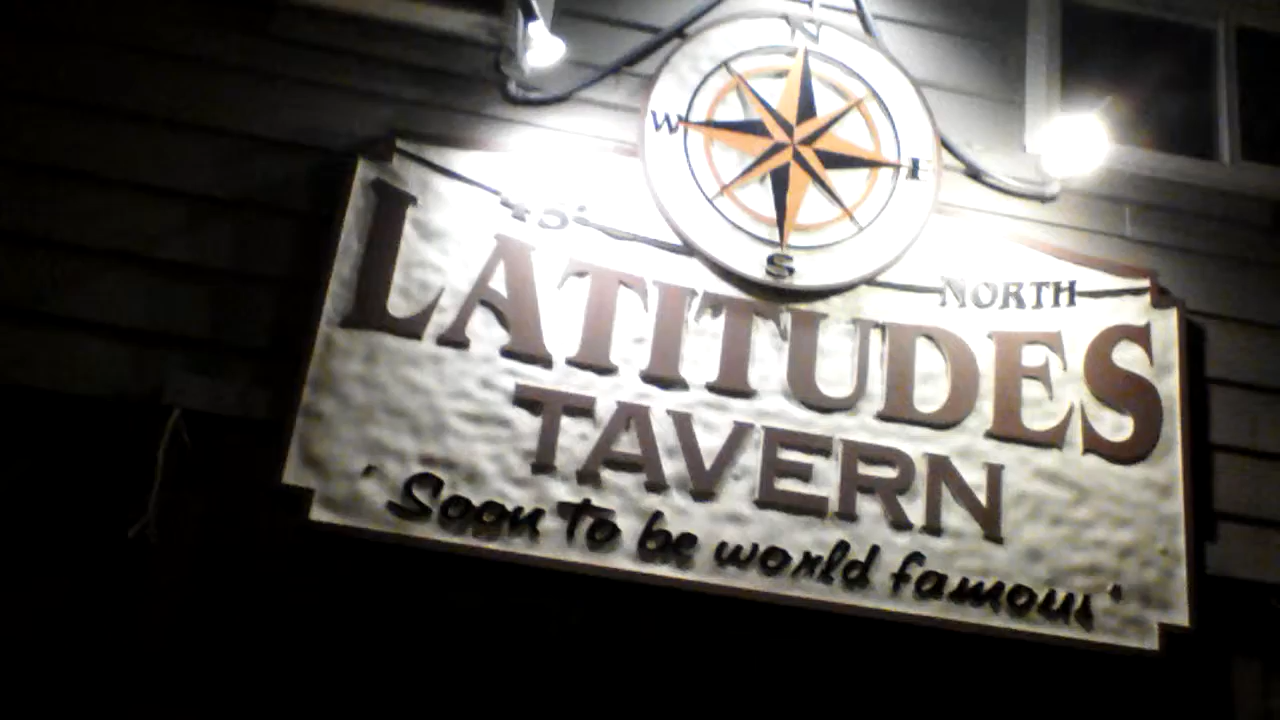 N
W E
S
45° NORTH
LATITUDES
TAVERN
'Soon to be world famous'